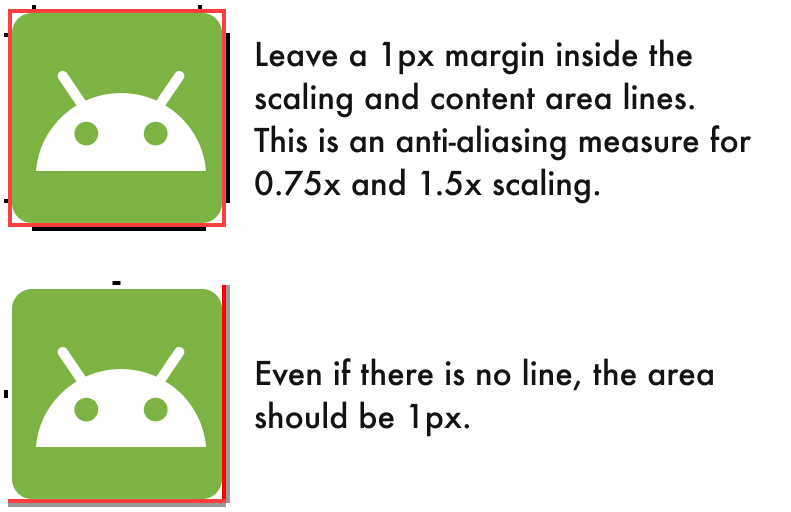 Leave a 1px margin inside the
scaling and content area lines.
This is an anti-aliasing measure for
0.75x and 1.5x scaling.
Even if there is no line, the area
should be 1px.